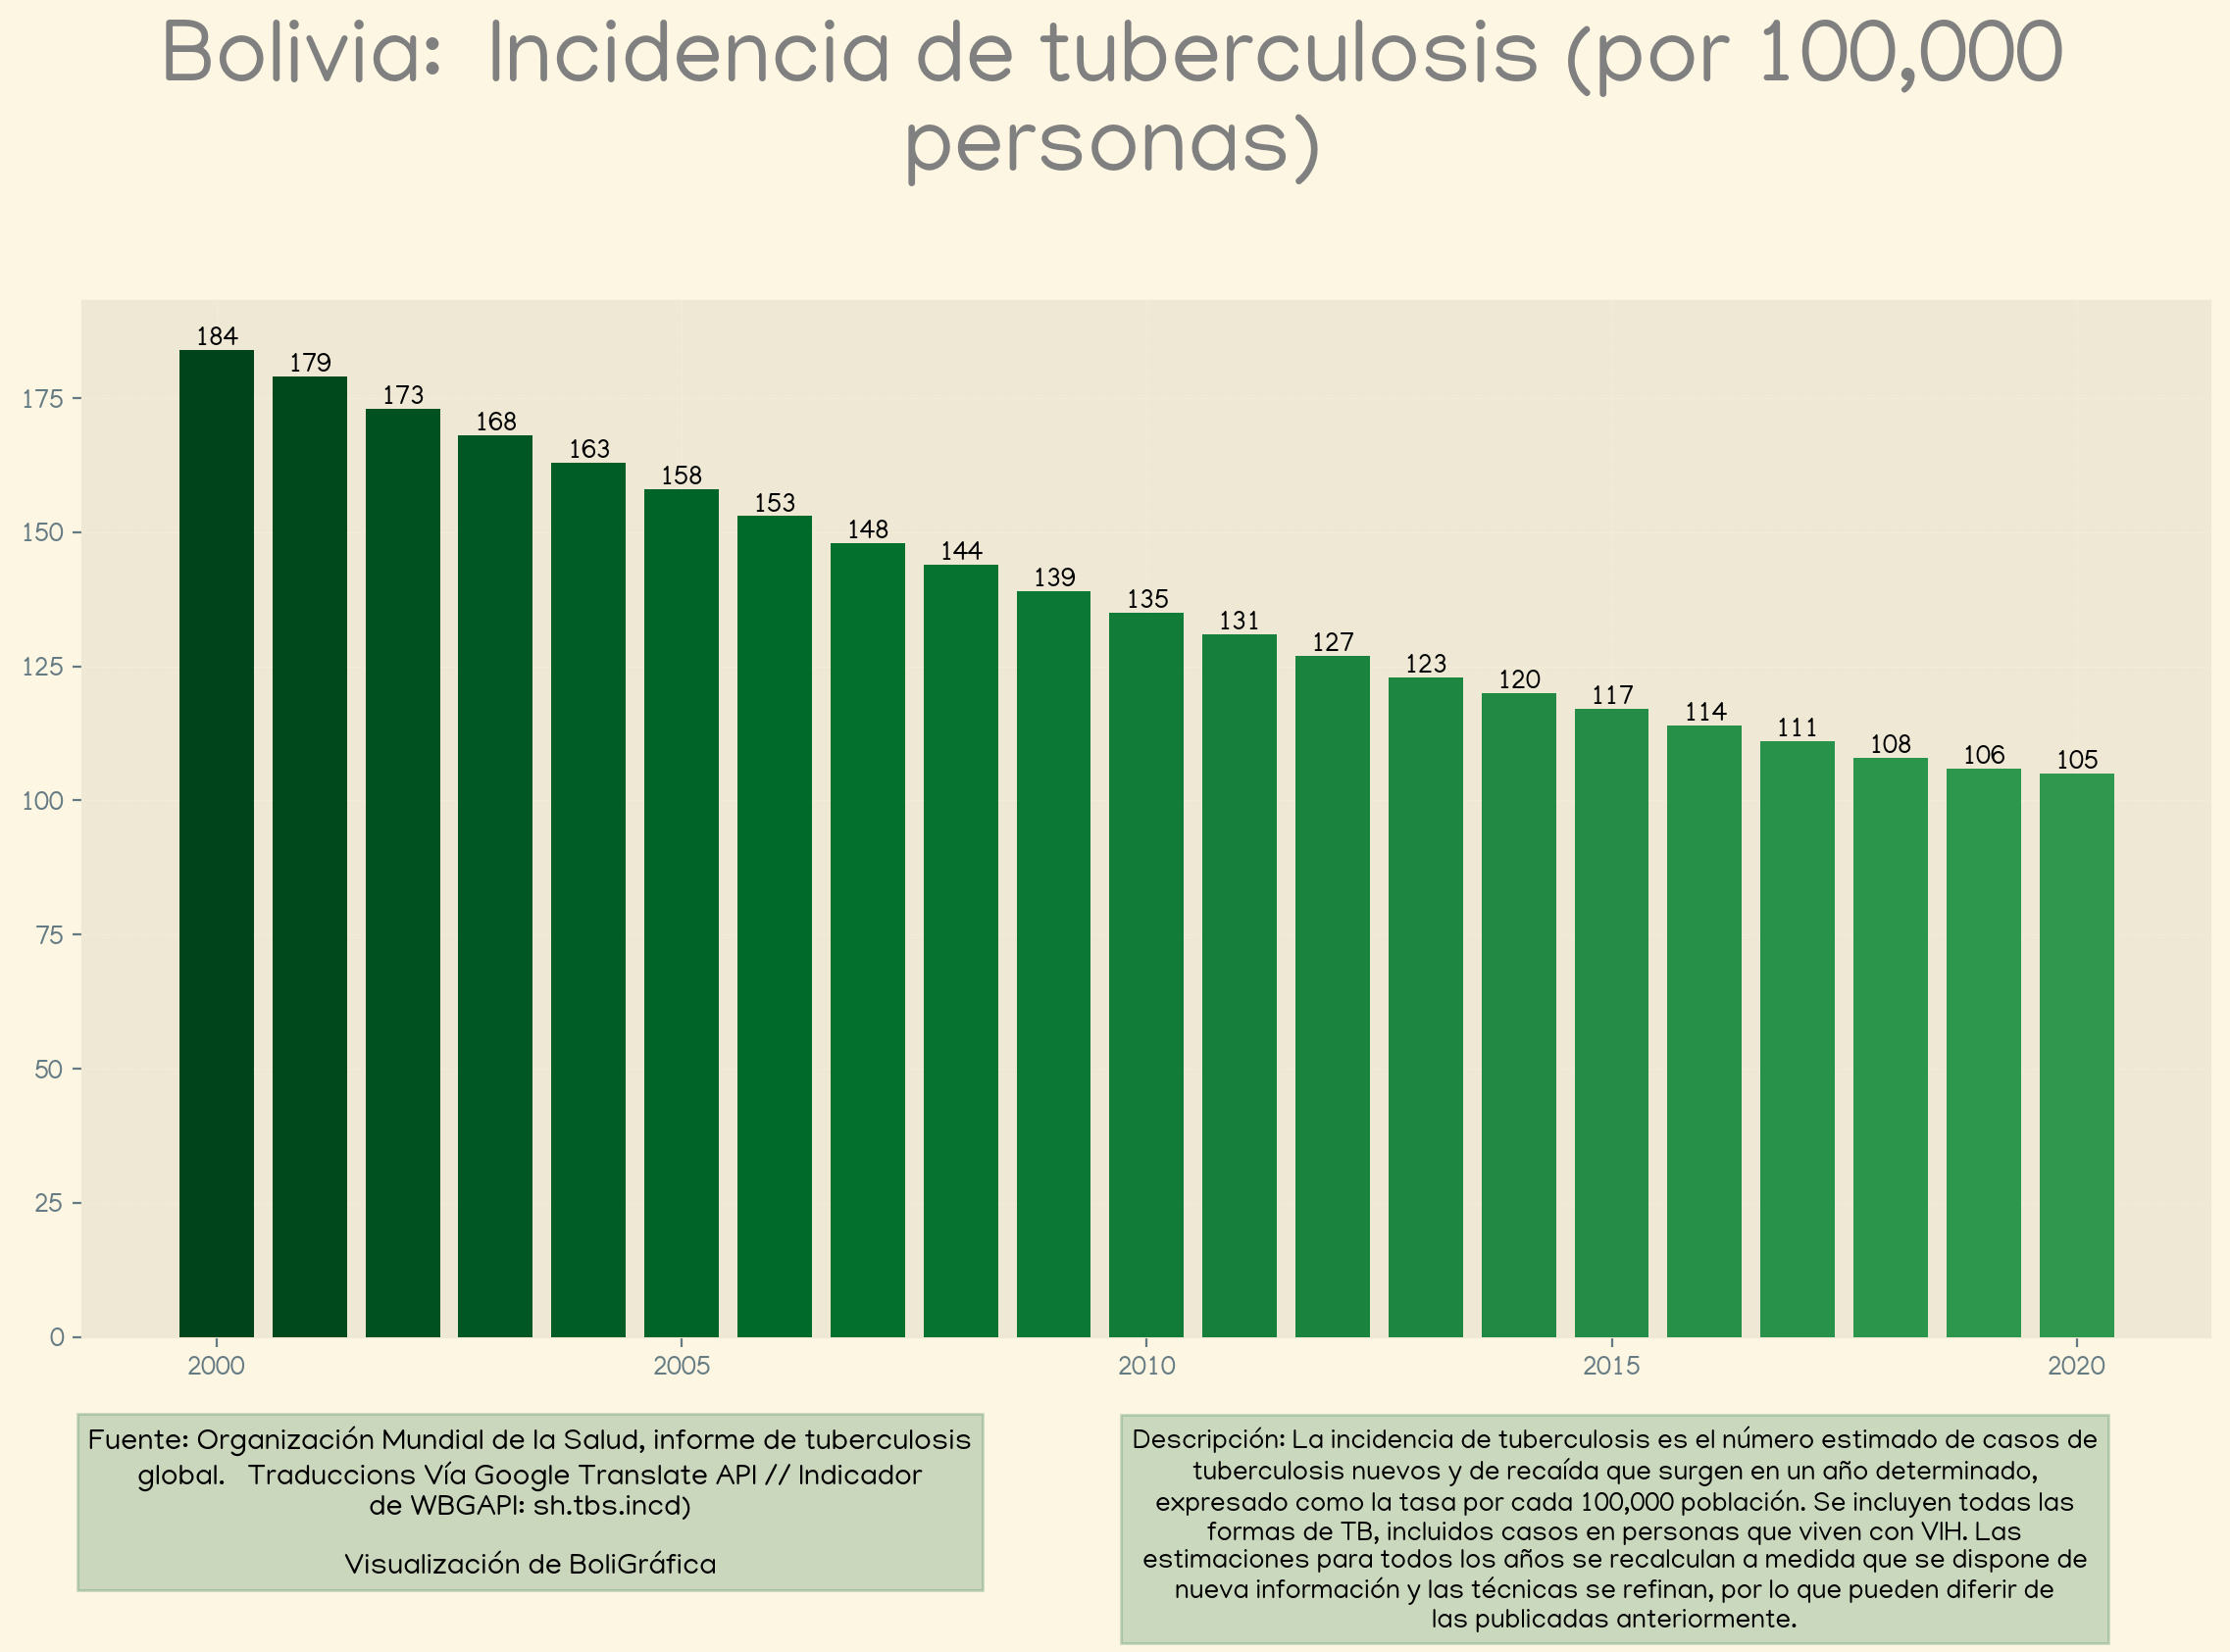 Bolivia: Incidencia de tuberculosis (por 100,000
personas)
184
179
173
168
163
158
153
148
144
139
135
131
127
123
120
117
114
111
108
106
105
175
150
125
100
75
50
25
0
2000
2005
2010
2015
2020
Fuente: Organización Mundial de la Salud, informe de tuberculosis
global. Traduccions Vía Google Translate API // Indicador
de WBGAPI: sh.tbs.incd)
Visualización de BoliGráfica
Descripción: La incidencia de tuberculosis es el número estimado de casos de
tuberculosis nuevos y de recaída que surgen en un año determinado,
expresado como la tasa por cada 100,000 población. Se incluyen todas las
formas de TB, incluidos casos en personas que viven con VIH. Las
estimaciones para todos los años se recalculan a medida que se dispone de
nueva información y las técnicas se refinan, por lo que pueden diferir de
las publicadas anteriormente.